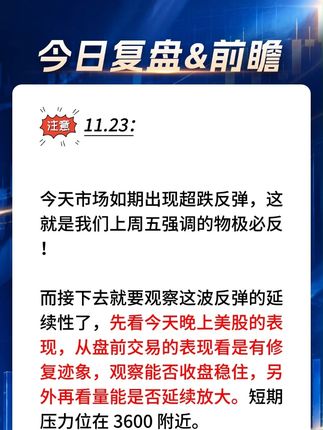 今日复盘&前瞻
注意
11.23:
今天市场如期出现超跌反弹，这
就是我们上周五强调的物极必反
！
而接下去就要观察这波反弹的延
续性了，先看今天晚上美股的表
现，从盘前交易的表现看是有修
复迹象，观察能否收盘稳住，另
外再看量能是否延续放大。短期
压力位在 3600 附近。